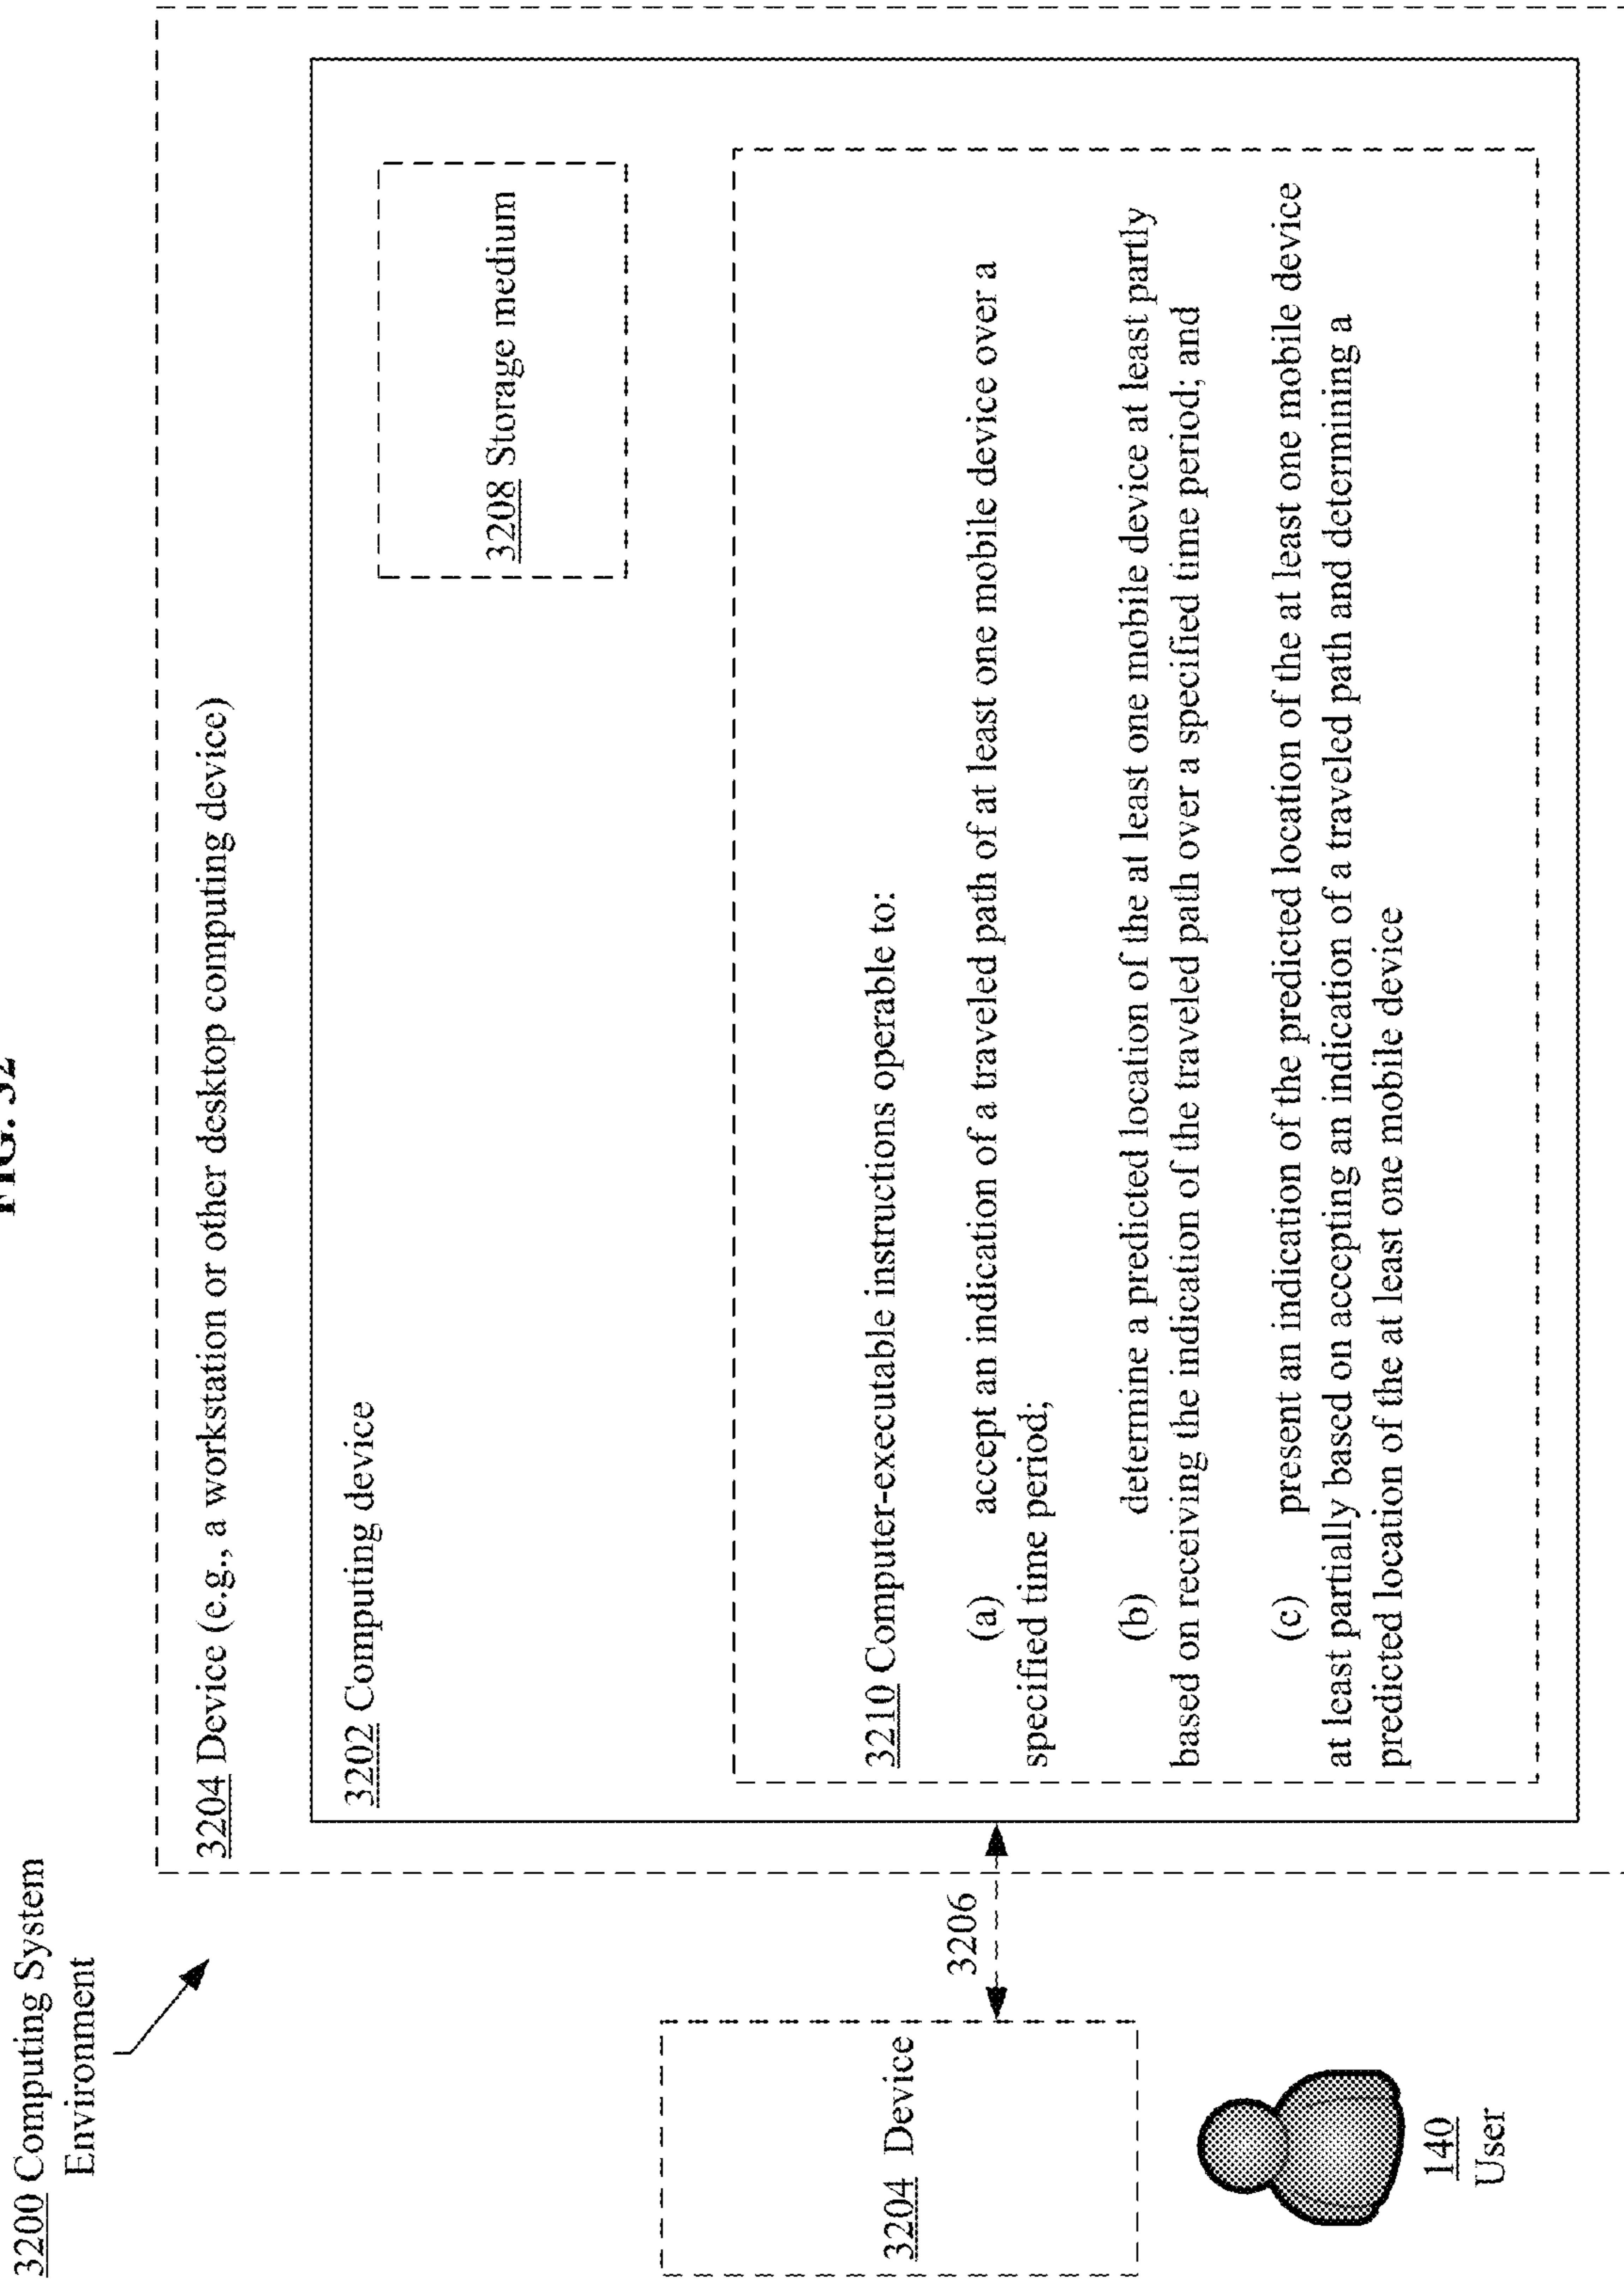 FIG. 32
3200 Computing System
Environment
3204 Device (e.g., a workstation or other desktop computing device)
3202 Computing device
3208 Storage medium
3210 Computer-executable instructions operable to:
(a) accept an indication of a traveled path of at least one mobile device over a
specified time period;
(b) determine a predicted location of the at least one mobile device at least partly
based on receiving the indication of the traveled path over a specified time period; and
(c) present an indication of the predicted location of the at least one mobile device
at least partially based on accepting an indication of a traveled path and determining a
predicted location of the at least one mobile device
3206
3204 Device
140
User